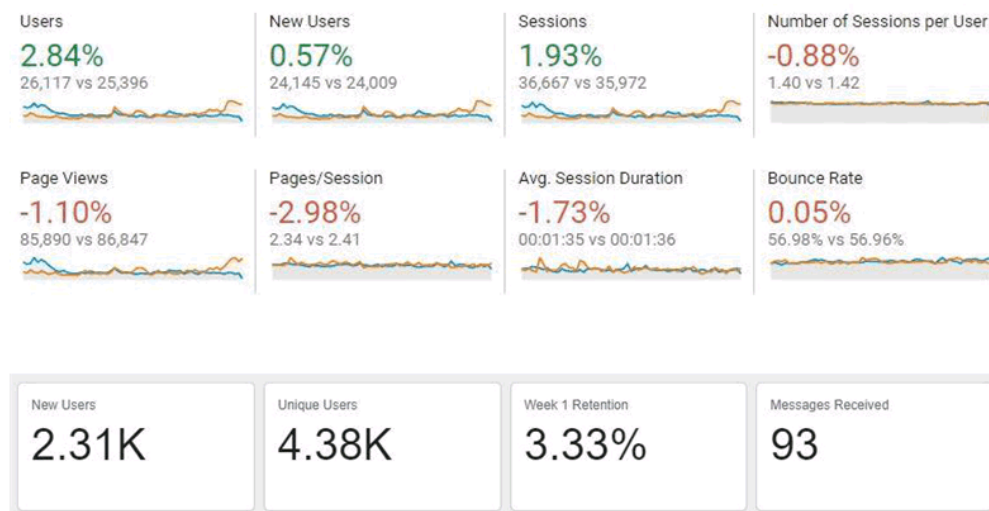 Users
2.84%
26,117 vs 25,396
New Users
0.57%
24,145 vs 24,009
Sessions
1.93%
36,667 vs 35,972
Number of Sessions per User
-0.88%
1.40 vs 1.42
Page Views
-1.10%
85,890 vs 86,847
Pages/Session
-2.98%
2.34 vs 2.41
Avg. Session Duration
-1.73%
00:01:35 vs 00:01:36
Bounce Rate
0.05%
56.98% vs 56.96%
New Users
2.31K
Unique Users
4.38K
Week 1 Retention
3.33%
Messages Received
93